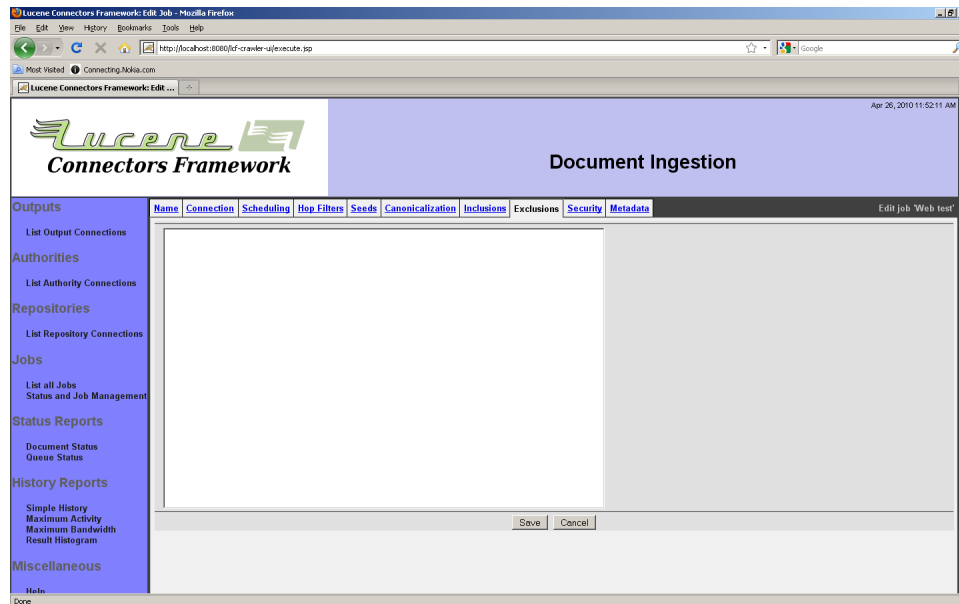 Lucene Connectors Framework: Edit Job - Mozilla Firefox
File Edit View History Bookmarks Tools Help
http://localhost:8080/lcf-crawler-ui/execute.jsp
Google
Most Visited Connecting.Nokia.com
Lucene Connectors Framework: Edit ...
Apr 26, 2010 11:52:11 AM
Lucene
Connectors Framework
Document Ingestion
Outputs
Name Connection Scheduling Hop Filters Seeds Canonicalization Inclusions Exclusions Security Metadata
Edit job 'Web test'
List Output Connections
Authorities
List Authority Connections
Repositories
List Repository Connections
Jobs
List all Jobs
Status and Job Management
Status Reports
Document Status
Queue Status
History Reports
Simple History
Maximum Activity
Maximum Bandwidth
Result Histogram
Save Cancel
Miscellaneous
Help
Done